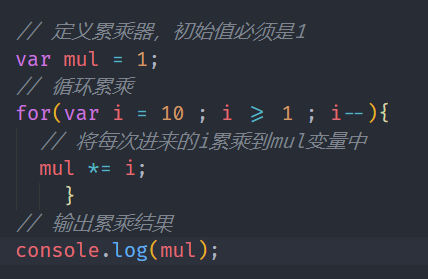 // 定义累乘器，初始值必须是1
var mul = 1;
// 循环累乘
for(var i = 10 ; i >= 1 ; i--){
// 将每次进来的i累乘到mul变量中
mul *= i;
}
// 输出累乘结果
console.log(mul);